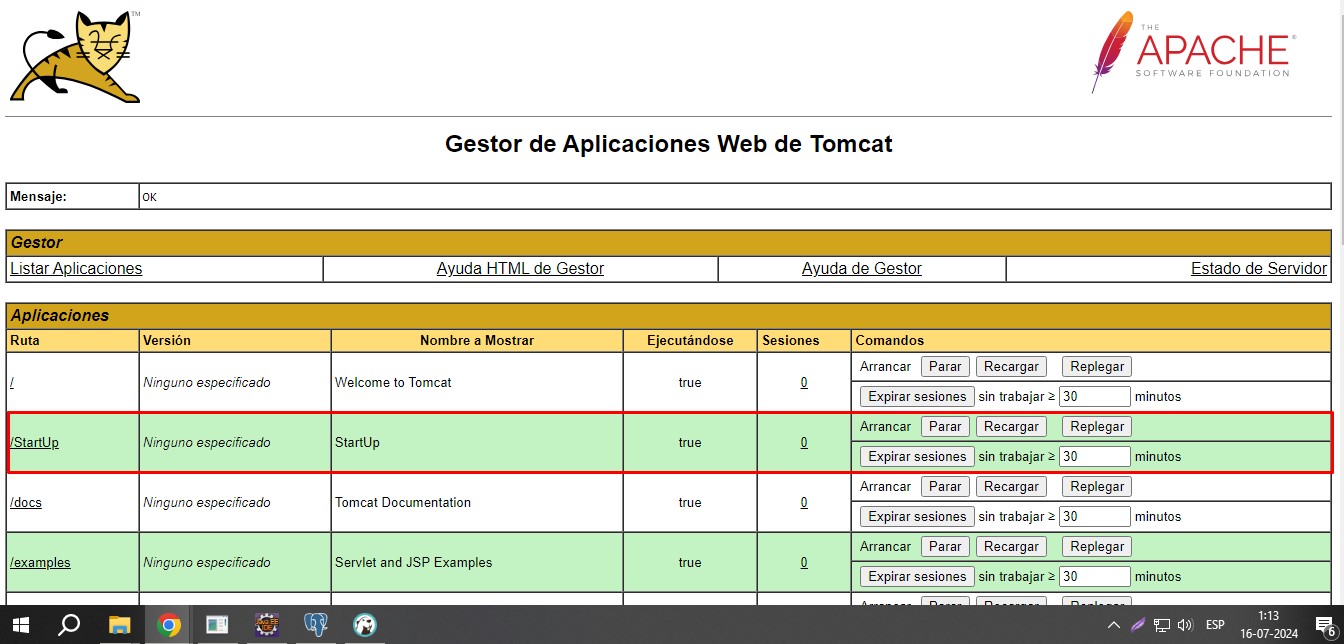 TM
THE
APACHE®
SOFTWARE FOUNDATION
Gestor de Aplicaciones Web de Tomcat
Mensaje: OK
Gestor
Listar Aplicaciones Ayuda HTML de Gestor Ayuda de Gestor Estado de Servidor
Aplicaciones
Ruta Versión Nombre a Mostrar Ejecutándose Sesiones Comandos
/ Ninguno especificado Welcome to Tomcat true 0 Arrancar Parar Recargar Replegar
Expirar sesiones sin trabajar ≥ 30 minutos
/StartUp Ninguno especificado StartUp true 0 Arrancar Parar Recargar Replegar
Expirar sesiones sin trabajar ≥ 30 minutos
/docs Ninguno especificado Tomcat Documentation true 0 Arrancar Parar Recargar Replegar
Expirar sesiones sin trabajar ≥ 30 minutos
/examples Ninguno especificado Servlet and JSP Examples true 0 Arrancar Parar Recargar Replegar
Expirar sesiones sin trabajar ≥ 30 minutos
Arrancar Parar Recargar Replegar
Java EE
IDE
ESP
1:13
16-07-2024
6